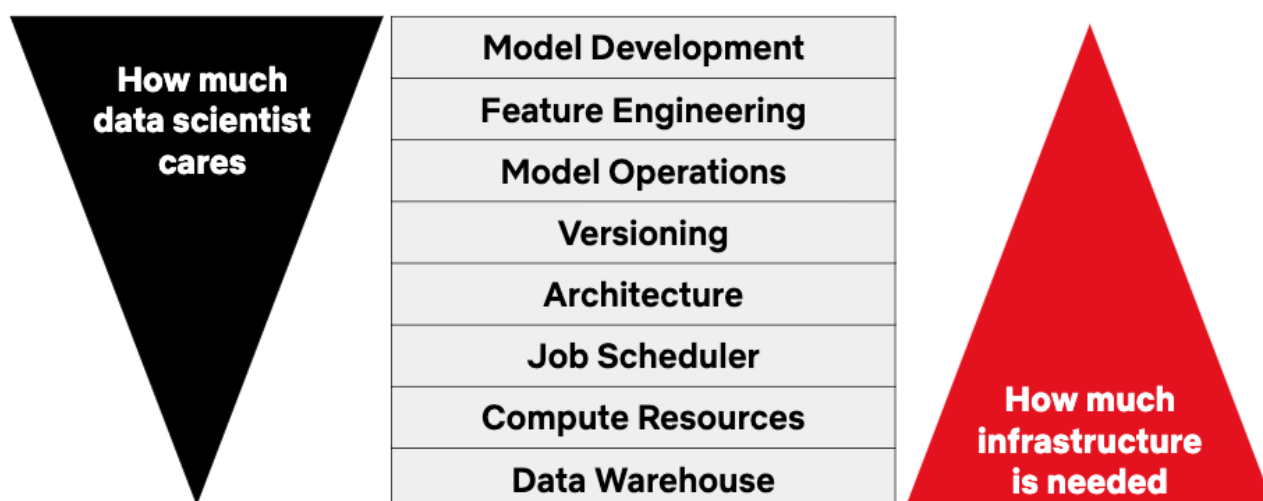 How much
data scientist
cares
Model Development
Feature Engineering
Model Operations
Versioning
Architecture
Job Scheduler
Compute Resources
Data Warehouse
How much
infrastructure
is needed